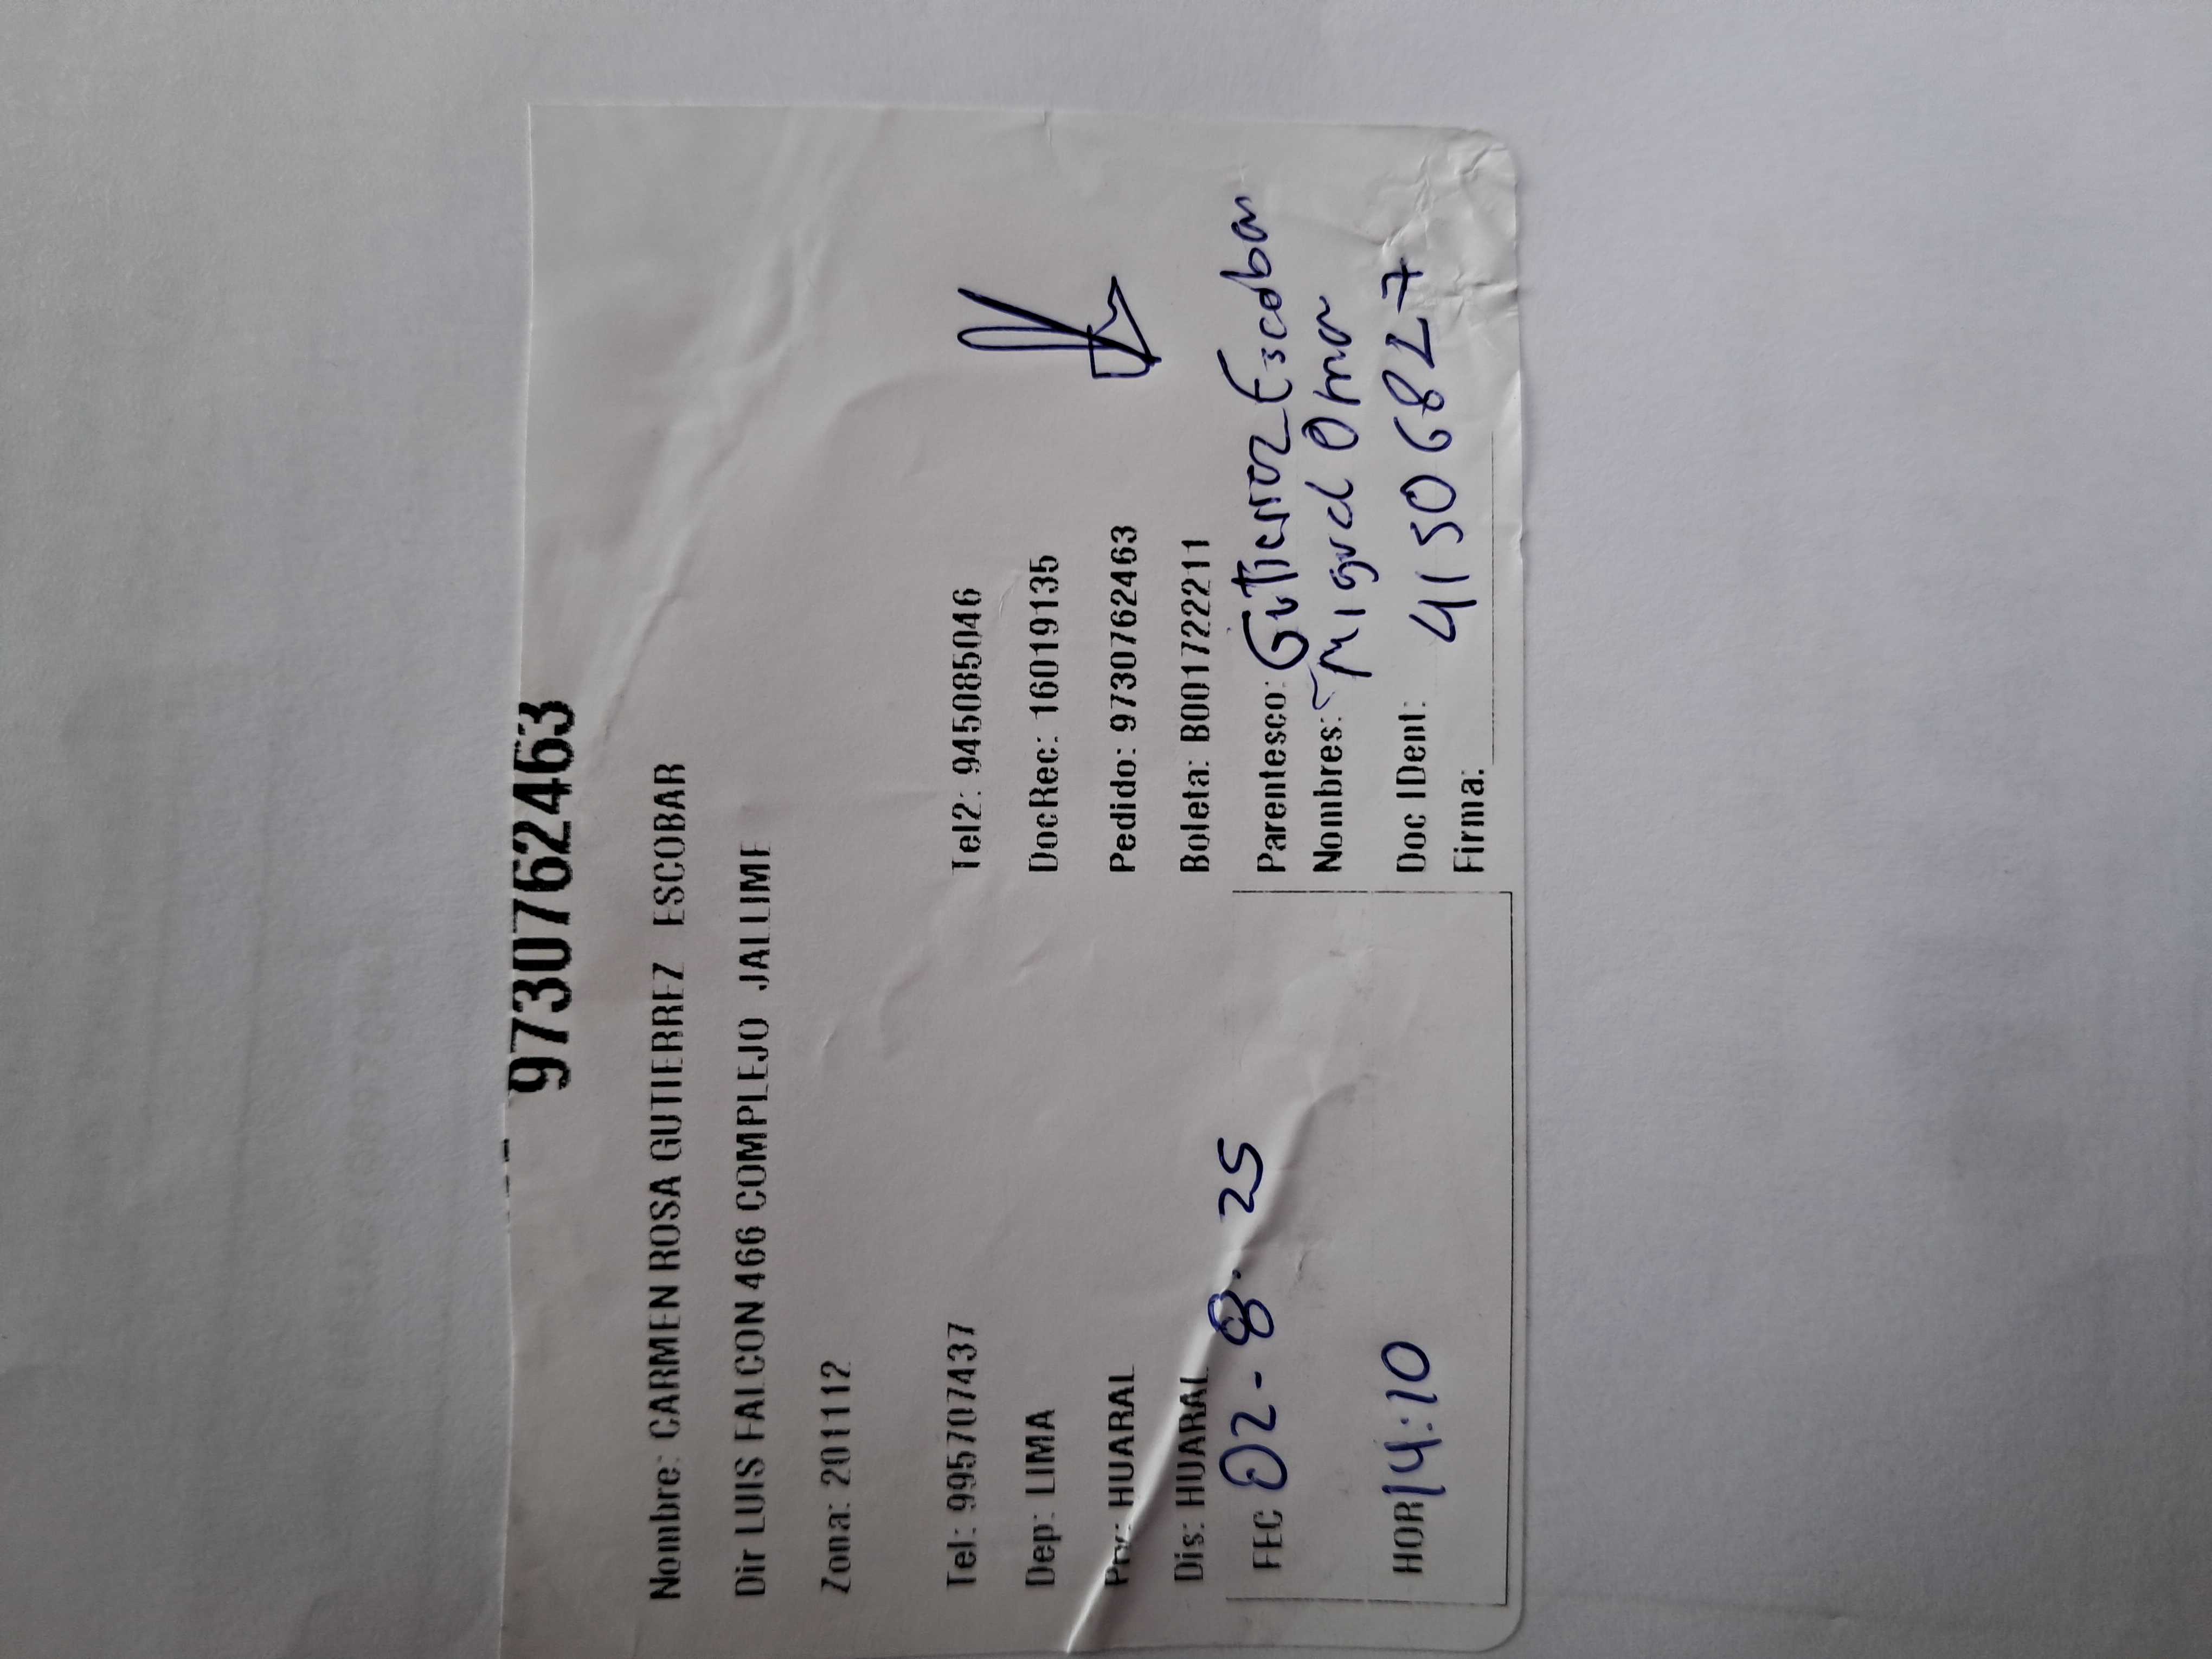 9730762463
Nombre: CARMEN ROSA GUTIERREZ ESCOBAR
Dir LUIS FALCON 466 COMPLEJO JALLIME
Zona: 201112
Tel: 995707437 Tel2: 945085046
Dep: LIMA DocRec: 16019135
Prv: HUARAL Pedido: 9730762463
Dis: HUARAL Boleta: B001722211
FEC 02-8.25 Parentesco: Gutierrez Escobar
Nombres: Miguel Omar
HOR 14:10 Doc IDent: 41506827
Firma: